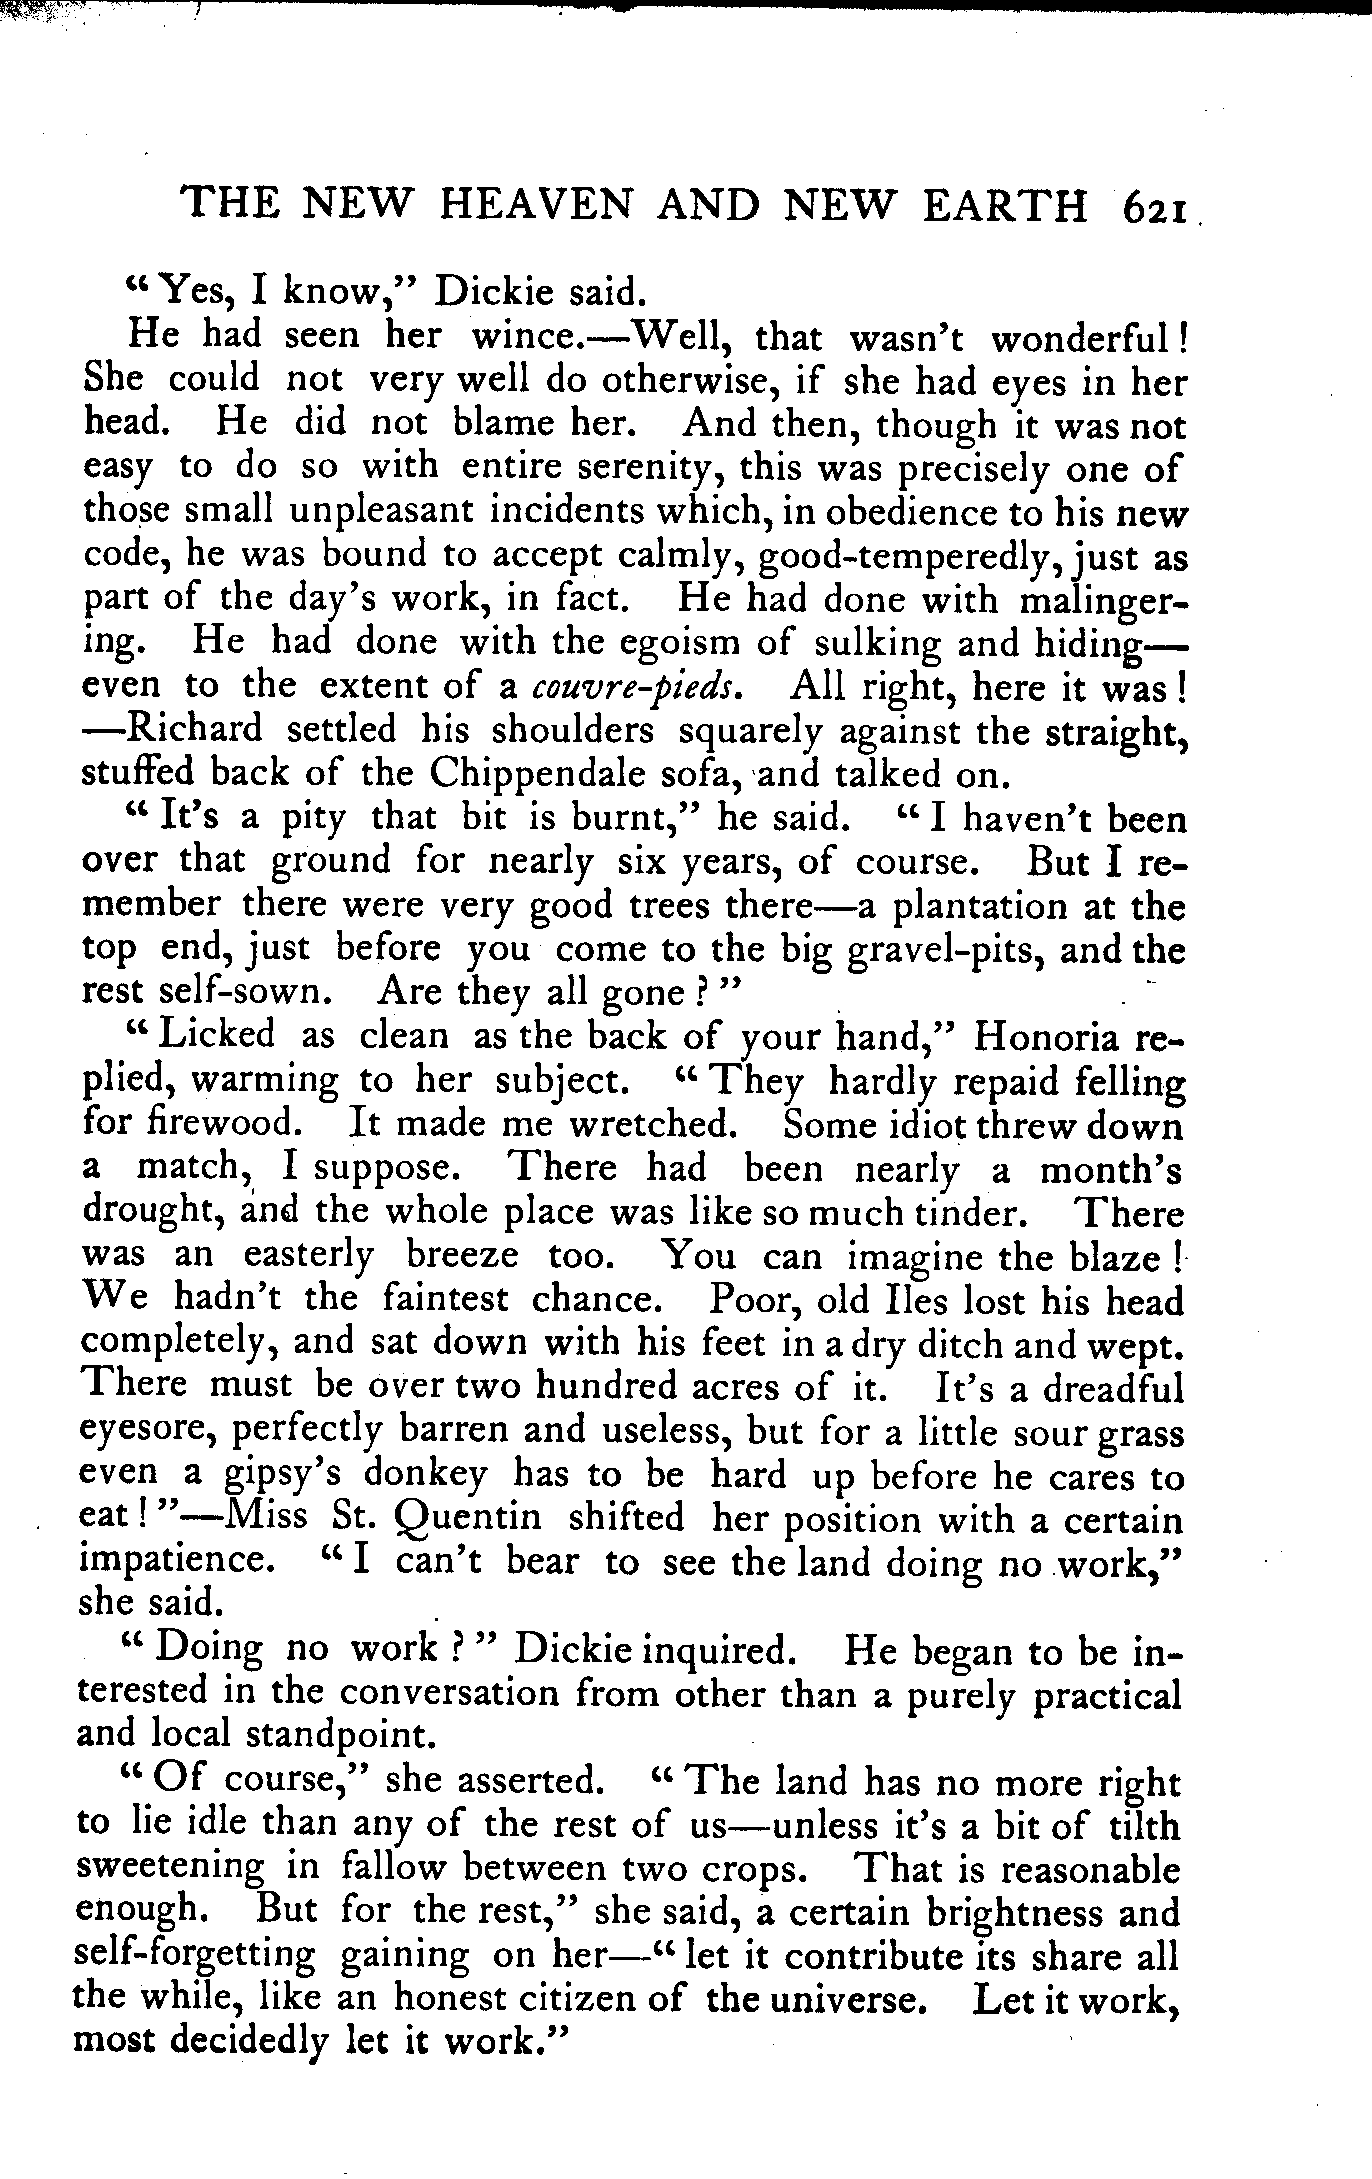 THE NEW HEAVEN AND NEW EARTH 621
“Yes, I know,” Dickie said.
He had seen her wince.—Well, that wasn't wonderful!
She could not very well do otherwise, if she had eyes in her
head. He did not blame her. And then, though it was not
easy to do so with entire serenity, this was precisely one of
those small unpleasant incidents which, in obedience to his new
code, he was bound to accept calmly, good-temperedly, just as
part of the day's work, in fact. He had done with malinger-
ing. He had done with the egoism of sulking and hiding—
even to the extent of a couvre-pieds. All right, here it was!
—Richard settled his shoulders squarely against the straight,
stuffed back of the Chippendale sofa, and talked on.
“It's a pity that bit is burnt,” he said. “I haven't been
over that ground for nearly six years, of course. But I re-
member there were very good trees there—a plantation at the
top end, just before you come to the big gravel-pits, and the
rest self-sown. Are they all gone?”
“Licked as clean as the back of your hand,” Honoria re-
plied, warming to her subject. “They hardly repaid felling
for firewood. It made me wretched. Some idiot threw down
a match, I suppose. There had been nearly a month's
drought, and the whole place was like so much tinder. There
was an easterly breeze too. You can imagine the blaze!
We hadn't the faintest chance. Poor, old Iles lost his head
completely, and sat down with his feet in a dry ditch and wept.
There must be over two hundred acres of it. It's a dreadful
eyesore, perfectly barren and useless, but for a little sour grass
even a gipsy's donkey has to be hard up before he cares to
eat!”—Miss St. Quentin shifted her position with a certain
impatience. “I can't bear to see the land doing no work,”
she said.
“Doing no work?” Dickie inquired. He began to be in-
terested in the conversation from other than a purely practical
and local standpoint.
“Of course,” she asserted. “The land has no more right
to lie idle than any of the rest of us—unless it's a bit of tilth
sweetening in fallow between two crops. That is reasonable
enough. But for the rest,” she said, a certain brightness and
self-forgetting gaining on her—“let it contribute its share all
the while, like an honest citizen of the universe. Let it work,
most decidedly let it work.”